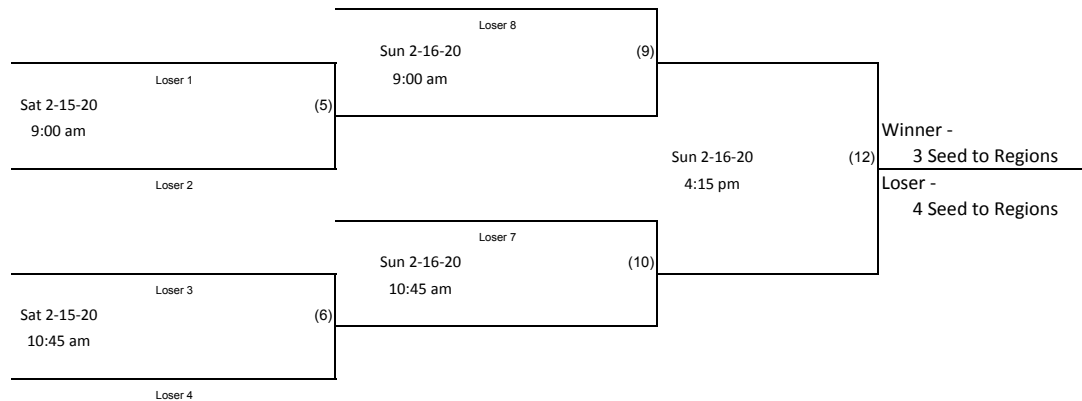 Loser 8
Sun 2-16-20 (9)
9:00 am
Loser 1
Sat 2-15-20 (5)
9:00 am
Loser 2
Winner -
3 Seed to Regions
Sun 2-16-20 (12)
4:15 pm
Loser -
4 Seed to Regions
Loser 7
Sun 2-16-20 (10)
10:45 am
Loser 3
Sat 2-15-20 (6)
10:45 am
Loser 4